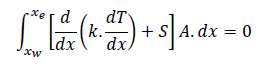 ∫_{x_w}^{x_e} [ d/dx ( k. dT/dx ) + S ] A. dx = 0